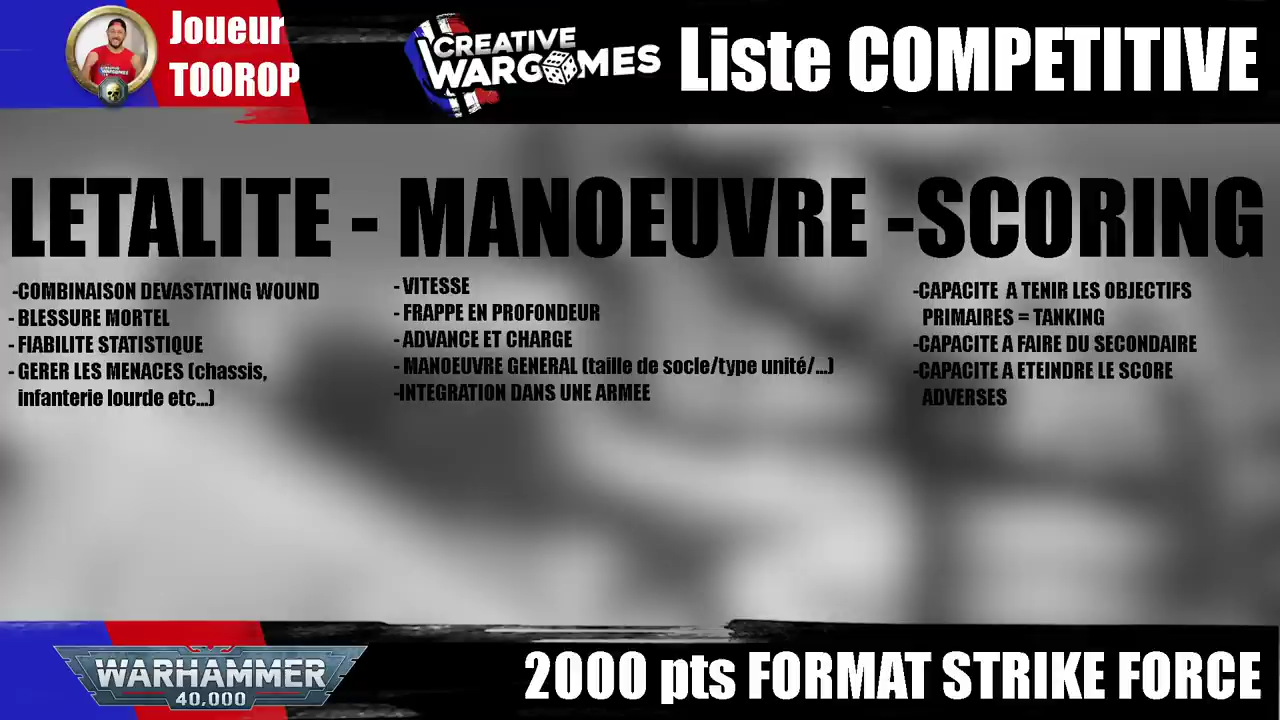 Joueur
TOOROP
CREATIVE
WARGAMES
Liste COMPETITIVE
LETALITE - MANOEUVRE -SCORING
-COMBINAISON DEVASTATING WOUND
- BLESSURE MORTEL
- FIABILITE STATISTIQUE
- GERER LES MENACES (chassis,
infanterie lourde etc...)
- VITESSE
- FRAPPE EN PROFONDEUR
- ADVANCE ET CHARGE
- MANOEUVRE GENERAL (taille de socle/type unité/...)
-INTEGRATION DANS UNE ARMEE
-CAPACITE A TENIR LES OBJECTIFS
PRIMAIRES = TANKING
-CAPACITE A FAIRE DU SECONDAIRE
-CAPACITE A ETEINDRE LE SCORE
ADVERSES
WARHAMMER
40,000
2000 pts FORMAT STRIKE FORCE